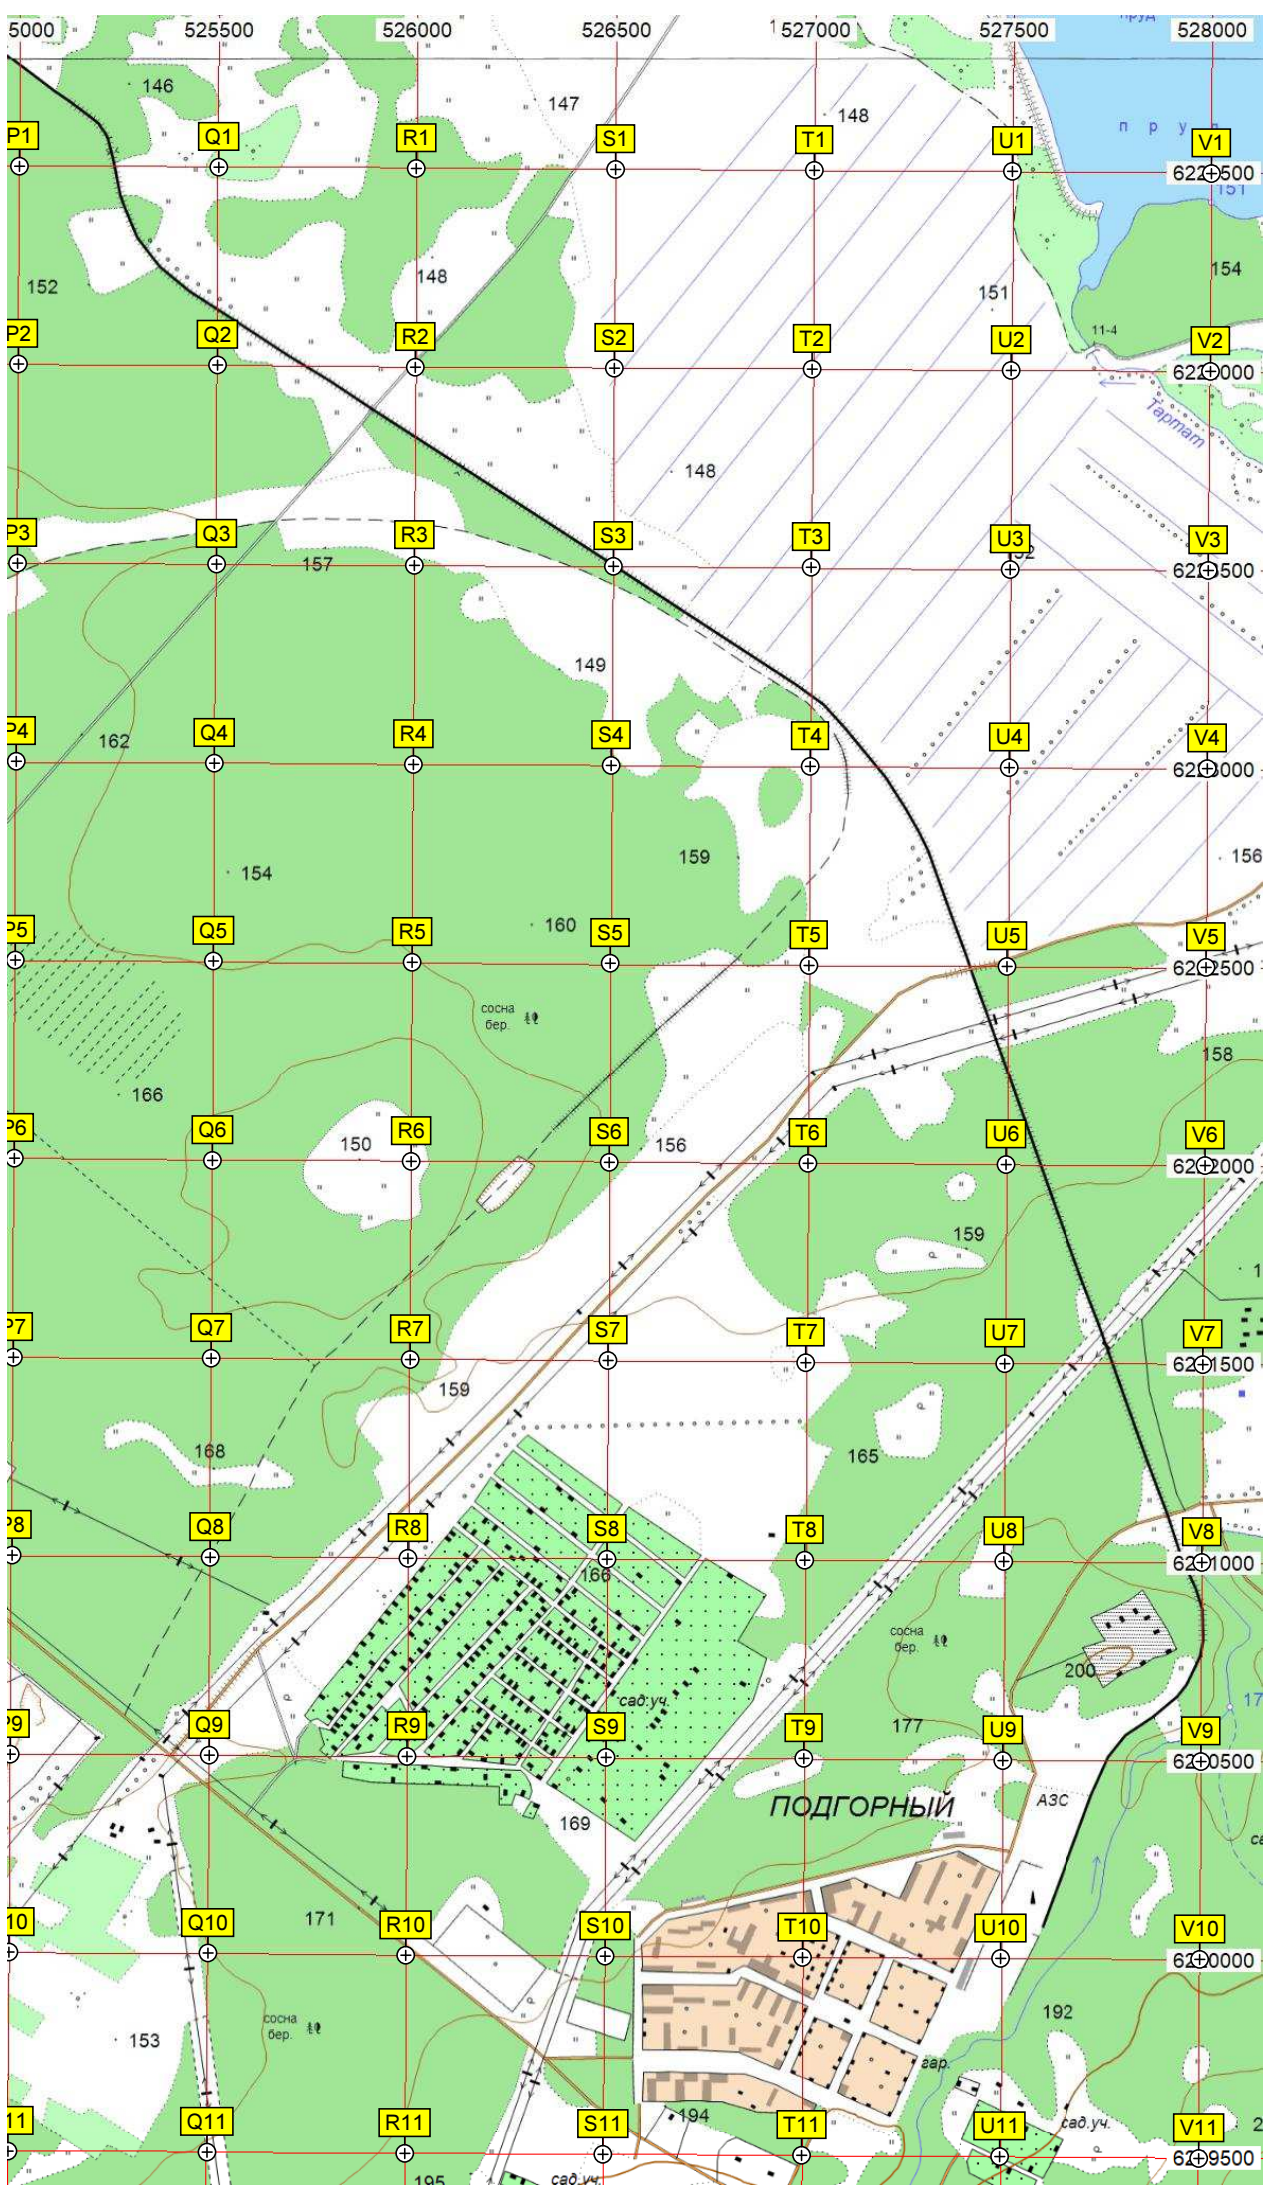 5000 525500 526000 526500 527000 527500 528000
146 147 148
п р у д
P1 Q1 R1 S1 T1 U1 V1
151
152 148 151 154
11-4
P2 Q2 R2 S2 T2 U2 V2
Тартат
148
P3 Q3 R3 S3 T3 U3 V3
157
149
162
P4 Q4 R4 S4 T4 U4 V4
159 156
154
160
P5 Q5 R5 S5 T5 U5 V5
сосна
бер.
158
166
P6 Q6 R6 S6 T6 U6 V6
150 156
159
P7 Q7 R7 S7 T7 U7 V7
159
168 165
P8 Q8 R8 S8 T8 U8 V8
166
сосна
бер.
200
сад.уч.
177
P9 Q9 R9 S9 T9 U9 V9
ПОДГОРНЫЙ
АЗС
169
171
10 Q10 R10 S10 T10 U10 V10
192
сосна
бер.
153
гар.
194
сад.уч.
11 Q11 R11 S11 T11 U11 V11
195 сад.уч.